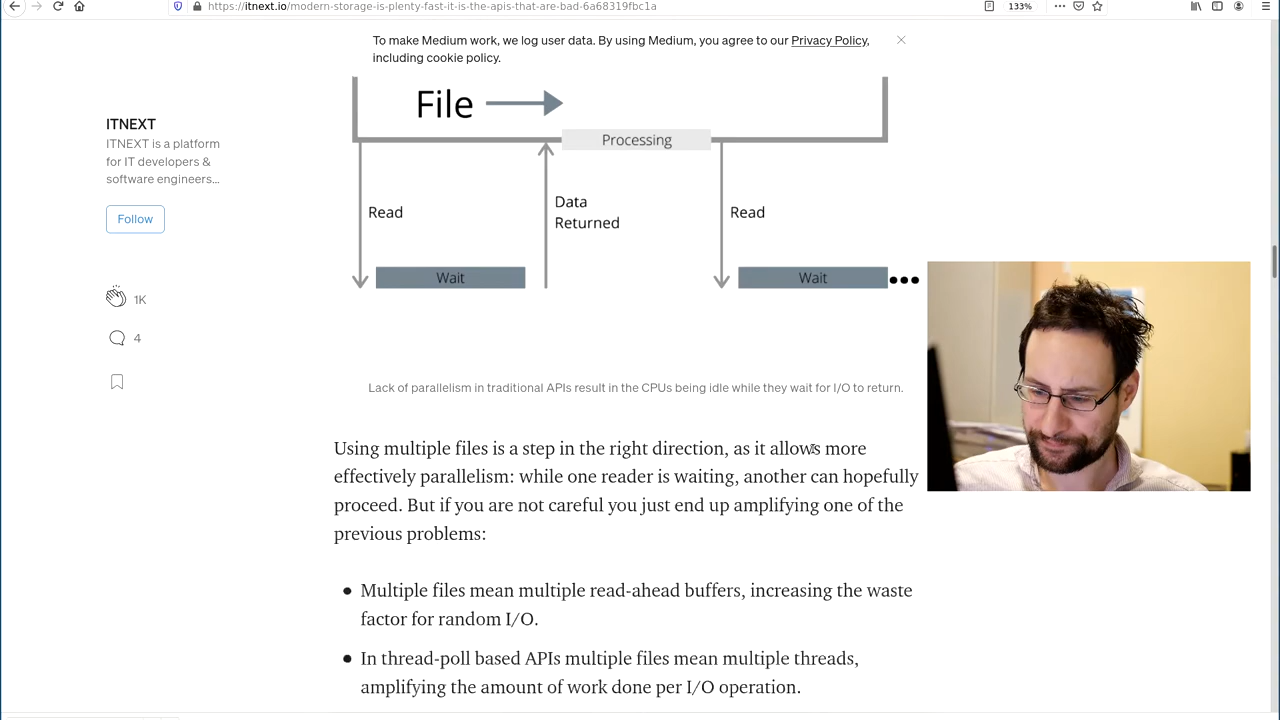 https://itnext.io/modern-storage-is-plenty-fast-it-is-the-apis-that-are-bad-6a68319fbc1a
133%
To make Medium work, we log user data. By using Medium, you agree to our Privacy Policy,
including cookie policy.
File
Processing
ITNEXT
ITNEXT is a platform
for IT developers &
software engineers...
Follow
Read
Data
Returned
Read
Wait
Wait
1K
4
Lack of parallelism in traditional APIs result in the CPUs being idle while they wait for I/O to return.
Using multiple files is a step in the right direction, as it allows more
effectively parallelism: while one reader is waiting, another can hopefully
proceed. But if you are not careful you just end up amplifying one of the
previous problems:
• Multiple files mean multiple read-ahead buffers, increasing the waste
factor for random I/O.
• In thread-poll based APIs multiple files mean multiple threads,
amplifying the amount of work done per I/O operation.